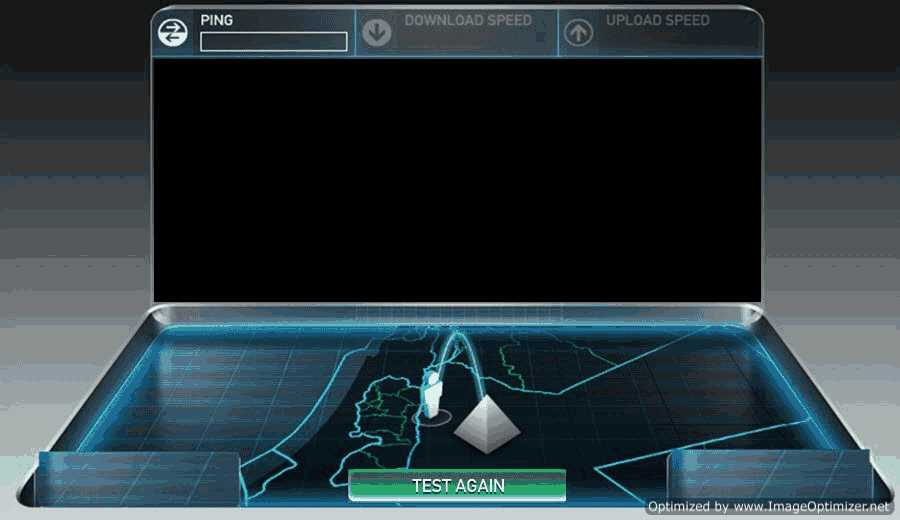 PING
DOWNLOAD SPEED
UPLOAD SPEED
TEST AGAIN
Optimized by www.ImageOptimizer.net